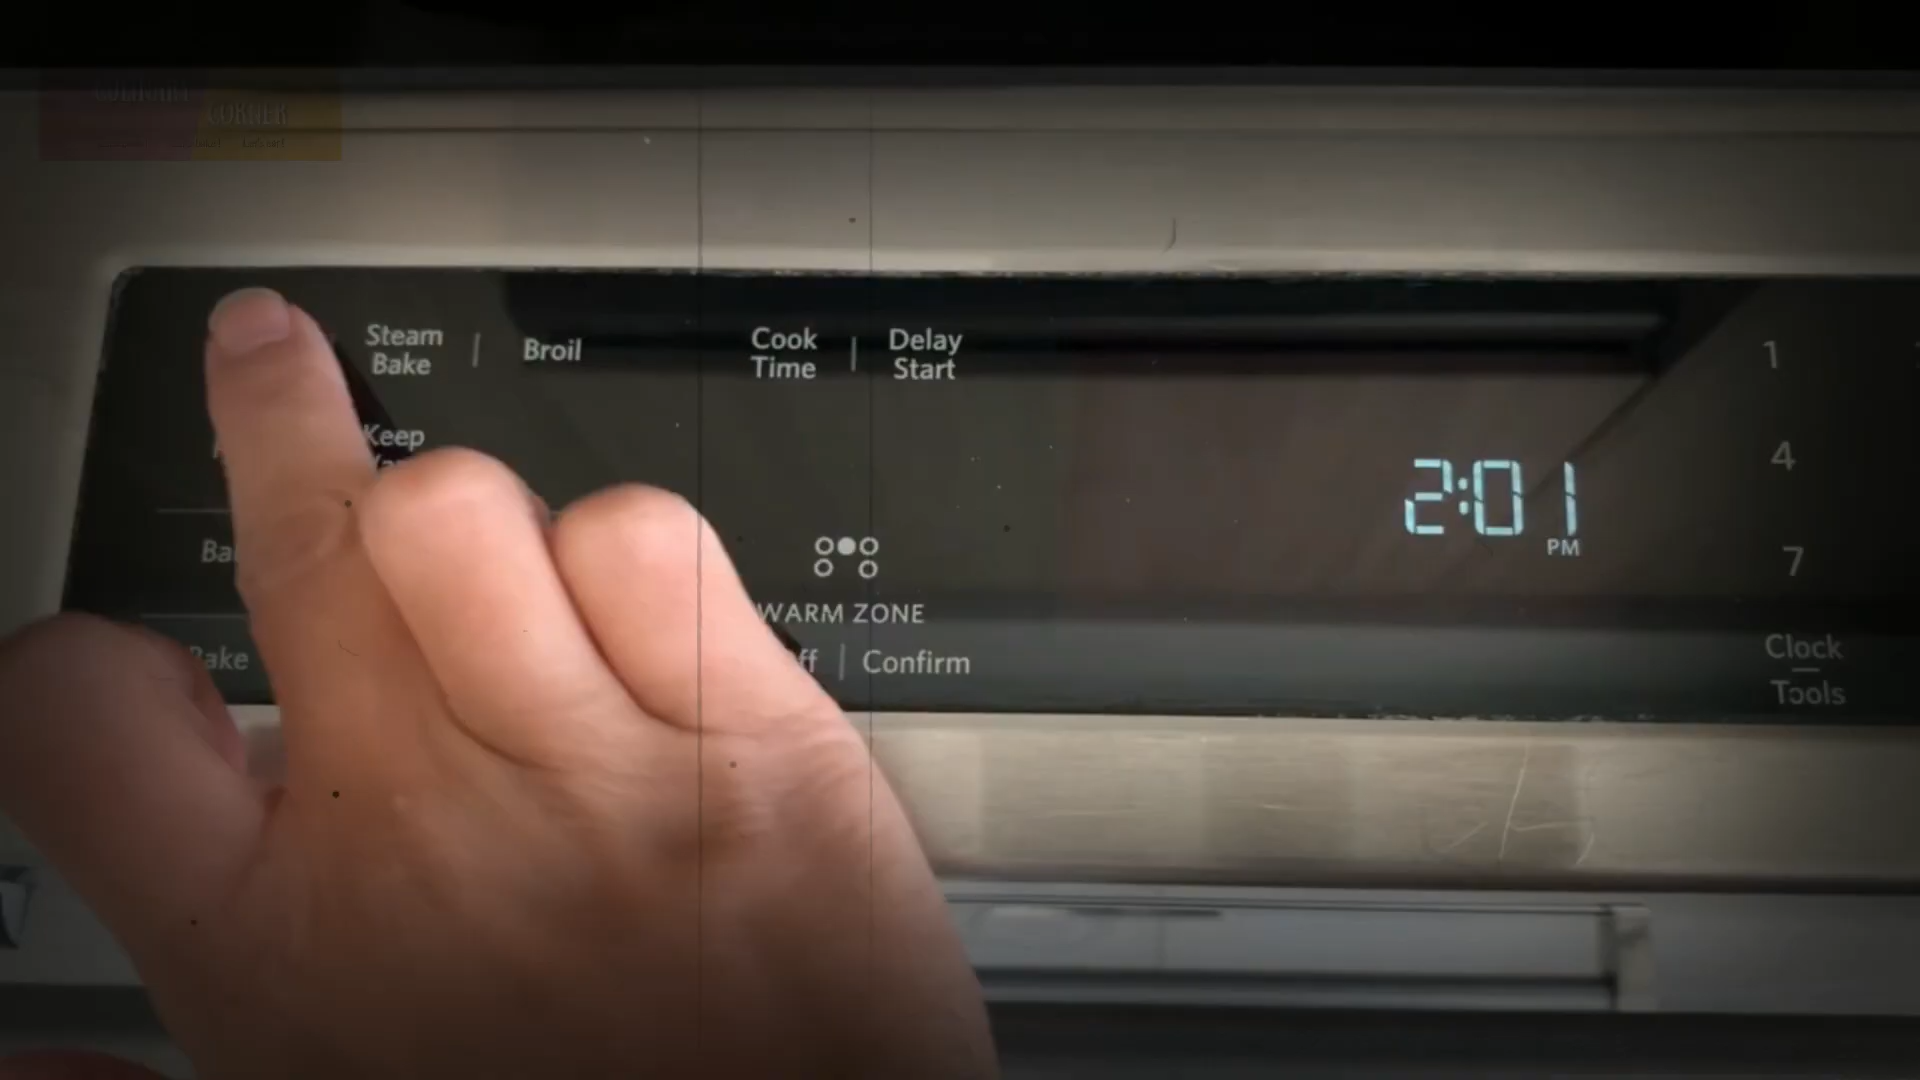 CORNER
Steam
Bake
Broil
Cook
Time
Delay
Start
1
Keep
4
2:01
PM
7
WARM ZONE
Confirm
Clock
Tools